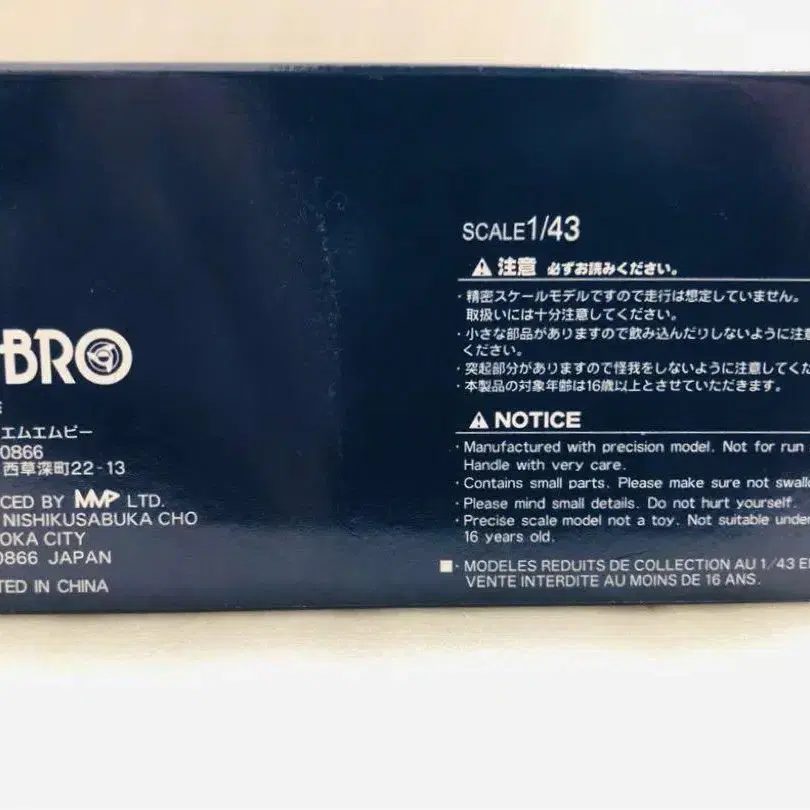 BRO
エムエムピー
0866
西草深町22-13
CED BY MMP LTD.
NISHIKUSABUKA CHO
OKA CITY
0866 JAPAN
TED IN CHINA
SCALE1/43
⚠注意 必ずお読みください。
・精密スケールモデルですので走行は想定していません。
取扱いには十分注意してください。
・小さな部品がありますので飲み込んだりしないように注意
ください。
・突起部分がありますので怪我をしないように注意してくだ
・本製品の対象年齢は16歳以上とさせていただきます。
⚠NOTICE
・Manufactured with precision model. Not for run
Handle with very care.
・Contains small parts. Please make sure not swallo
・Please mind small details. Do not hurt yourself.
・Precise scale model not a toy. Not suitable under
16 years old.
■・MODELES REDUITS DE COLLECTION AU 1/43 E
VENTE INTERDITE AU MOINS DE 16 ANS.